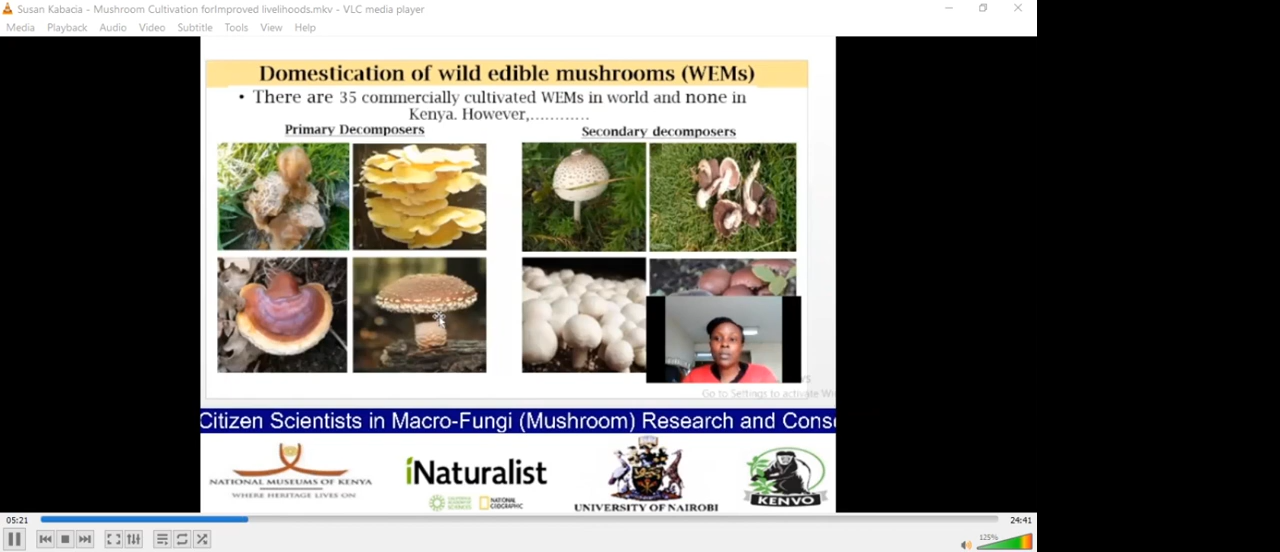 Susan Kabacia - Mushroom Cultivation forImproved livelihoods.mkv - VLC media player
Media Playback Audio Video Subtitle Tools View Help
Domestication of wild edible mushrooms (WEMs)
• There are 35 commercially cultivated WEMs in world and none in
Kenya. However,............
Primary Decomposers
Secondary decomposers
Go to Settings to activate
Citizen Scientists in Macro-Fungi (Mushroom) Research and Conse
NATIONAL MUSEUMS OF KENYA
WHERE HERITAGE LIVES ON
iNaturalist
CALIFORNIA ACADEMY OF SCIENCES
NATIONAL GEOGRAPHIC
UNIVERSITY OF NAIROBI
KENVO
05:21
24:41
125%